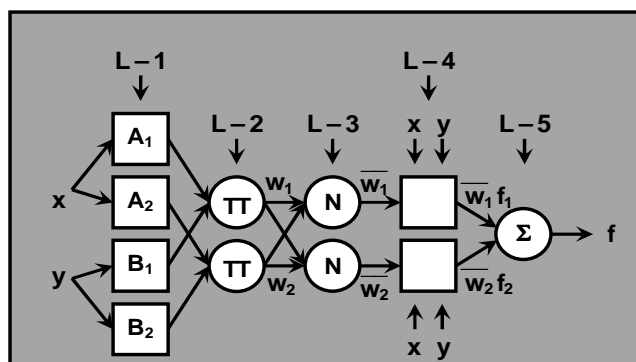 L – 1
L – 4
L – 2
L – 3
x y
L – 5
A₁
x
A₂
B₁
y
B₂
TT
TT
w₁
w₂
N
N
w̅₁
w̅₂
w̅₁ f₁
w̅₂ f₂
Σ
f
x y